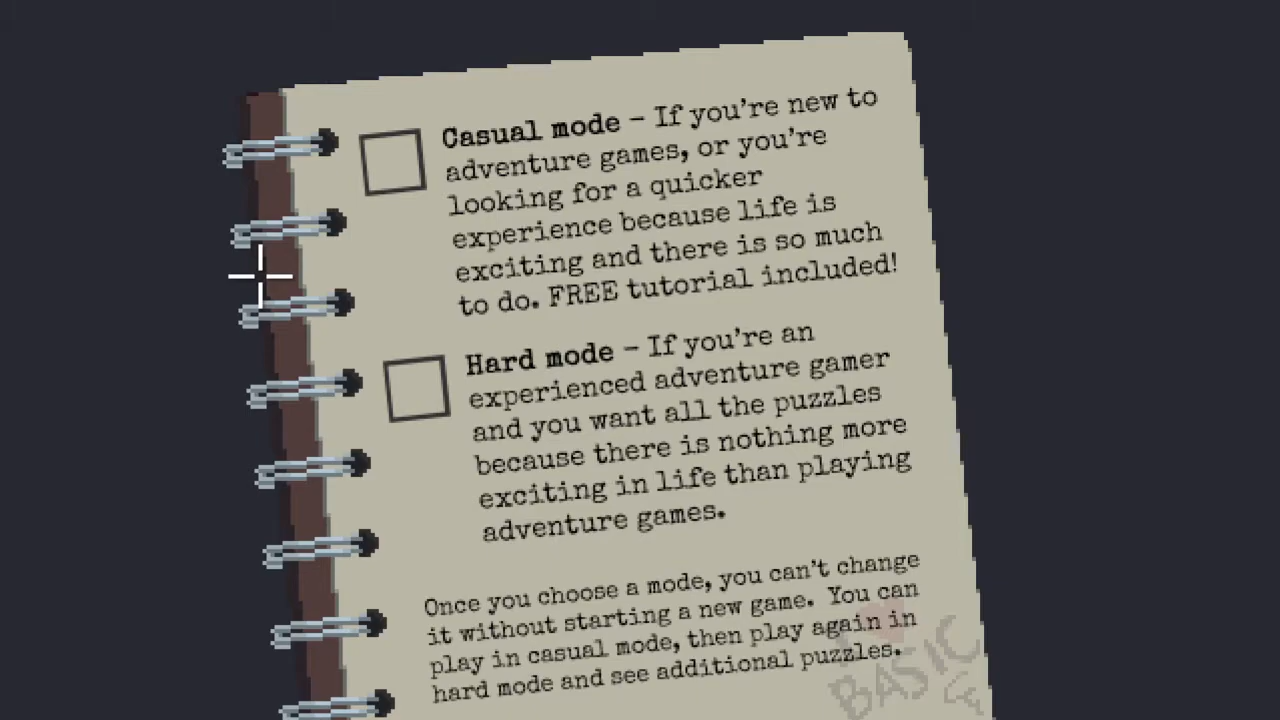 Casual mode – If you're new to
adventure games, or you're
looking for a quicker
experience because life is
exciting and there is so much
to do. FREE tutorial included!
Hard mode – If you're an
experienced adventure gamer
and you want all the puzzles
because there is nothing more
exciting in life than playing
adventure games.
Once you choose a mode, you can't change
it without starting a new game. You can
play in casual mode, then play again in
hard mode and see additional puzzles.
I
BASIC